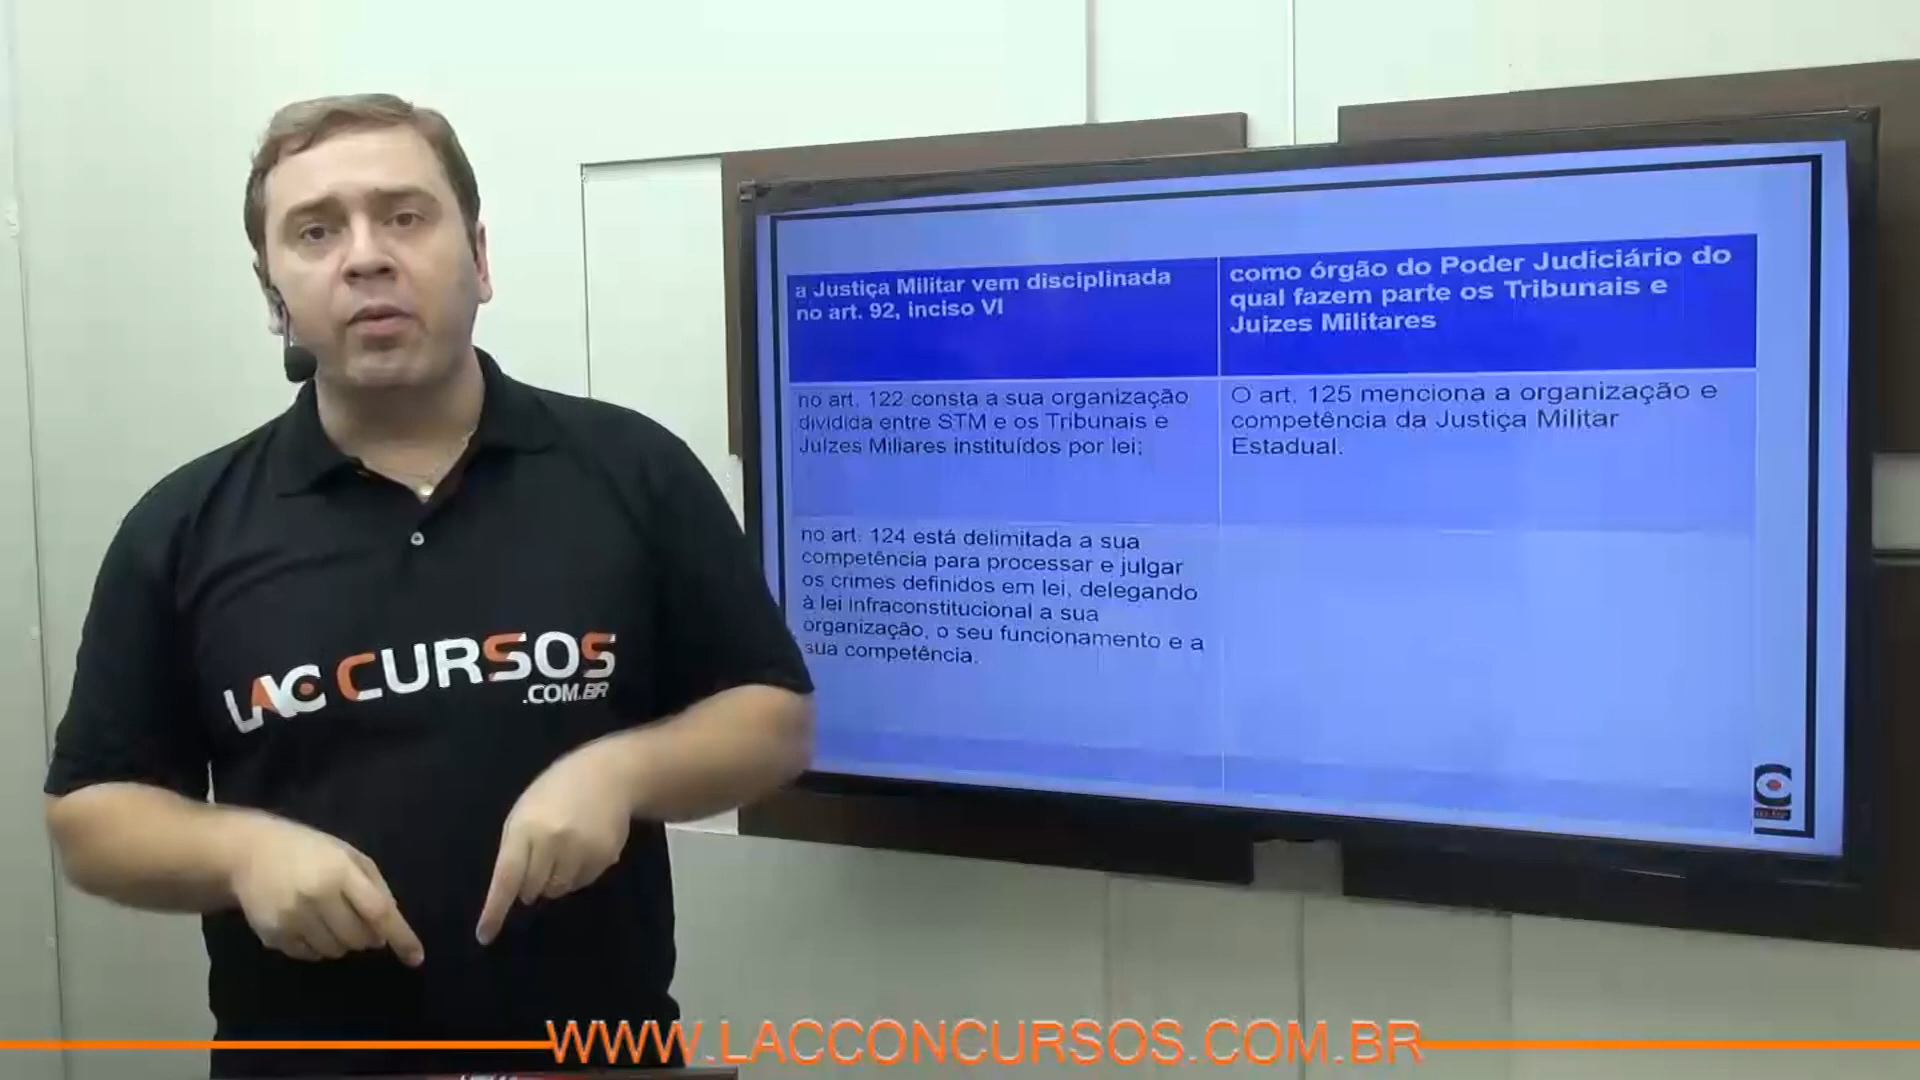 a Justiça Militar vem disciplinada
no art. 92, inciso VI
como órgão do Poder Judiciário do
qual fazem parte os Tribunais e
Juizes Militares
no art. 122 consta a sua organização
dividida entre STM e os Tribunais e
Juízes Miliares instituídos por lei;
O art. 125 menciona a organização e
competência da Justiça Militar
Estadual.
no art. 124 está delimitada a sua
competência para processar e julgar
os crimes definidos em lei, delegando
à lei infraconstitucional a sua
organização, o seu funcionamento e a
sua competência.
LAC CURSOS
.COM.BR
WWW.LACCONCURSOS.COM.BR